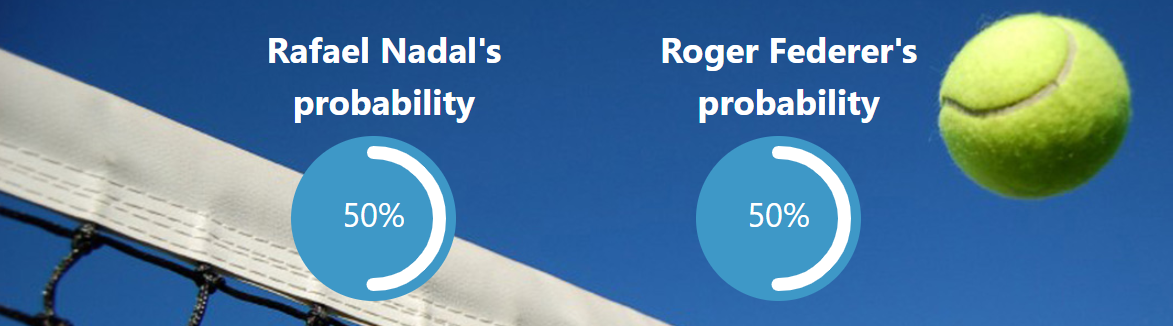 Rafael Nadal's
probability
50%
Roger Federer's
probability
50%